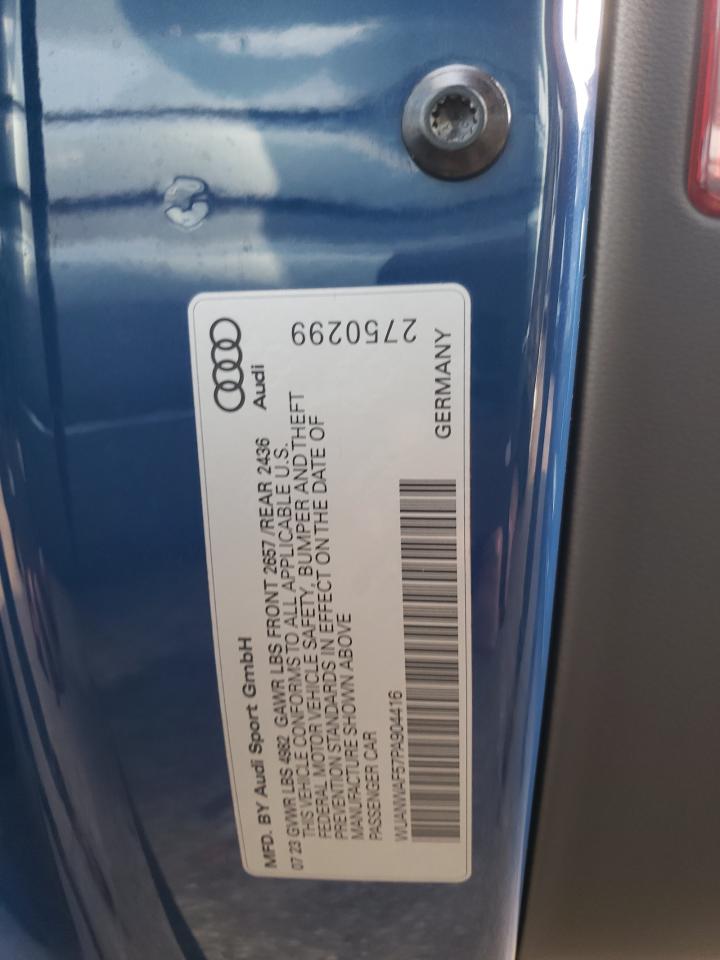 Audi
2750299
GERMANY
MFD. BY Audi Sport GmbH
07 23 GVWR LBS 4982 GAWR LBS FRONT 2657 / REAR 2436
THIS VEHICLE CONFORMS TO ALL APPLICABLE U.S.
FEDERAL MOTOR VEHICLE SAFETY, BUMPER AND THEFT
PREVENTION STANDARDS IN EFFECT ON THE DATE OF
MANUFACTURE SHOWN ABOVE
PASSENGER CAR
WUANWAF57PA904416